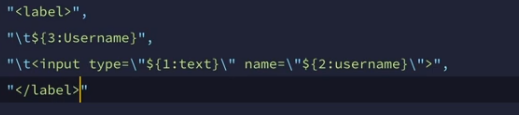 "<label>",
"\t${3:Username}",
"\t<input type=\"${1:text}\" name=\"${2:username}\">",
"</label>"